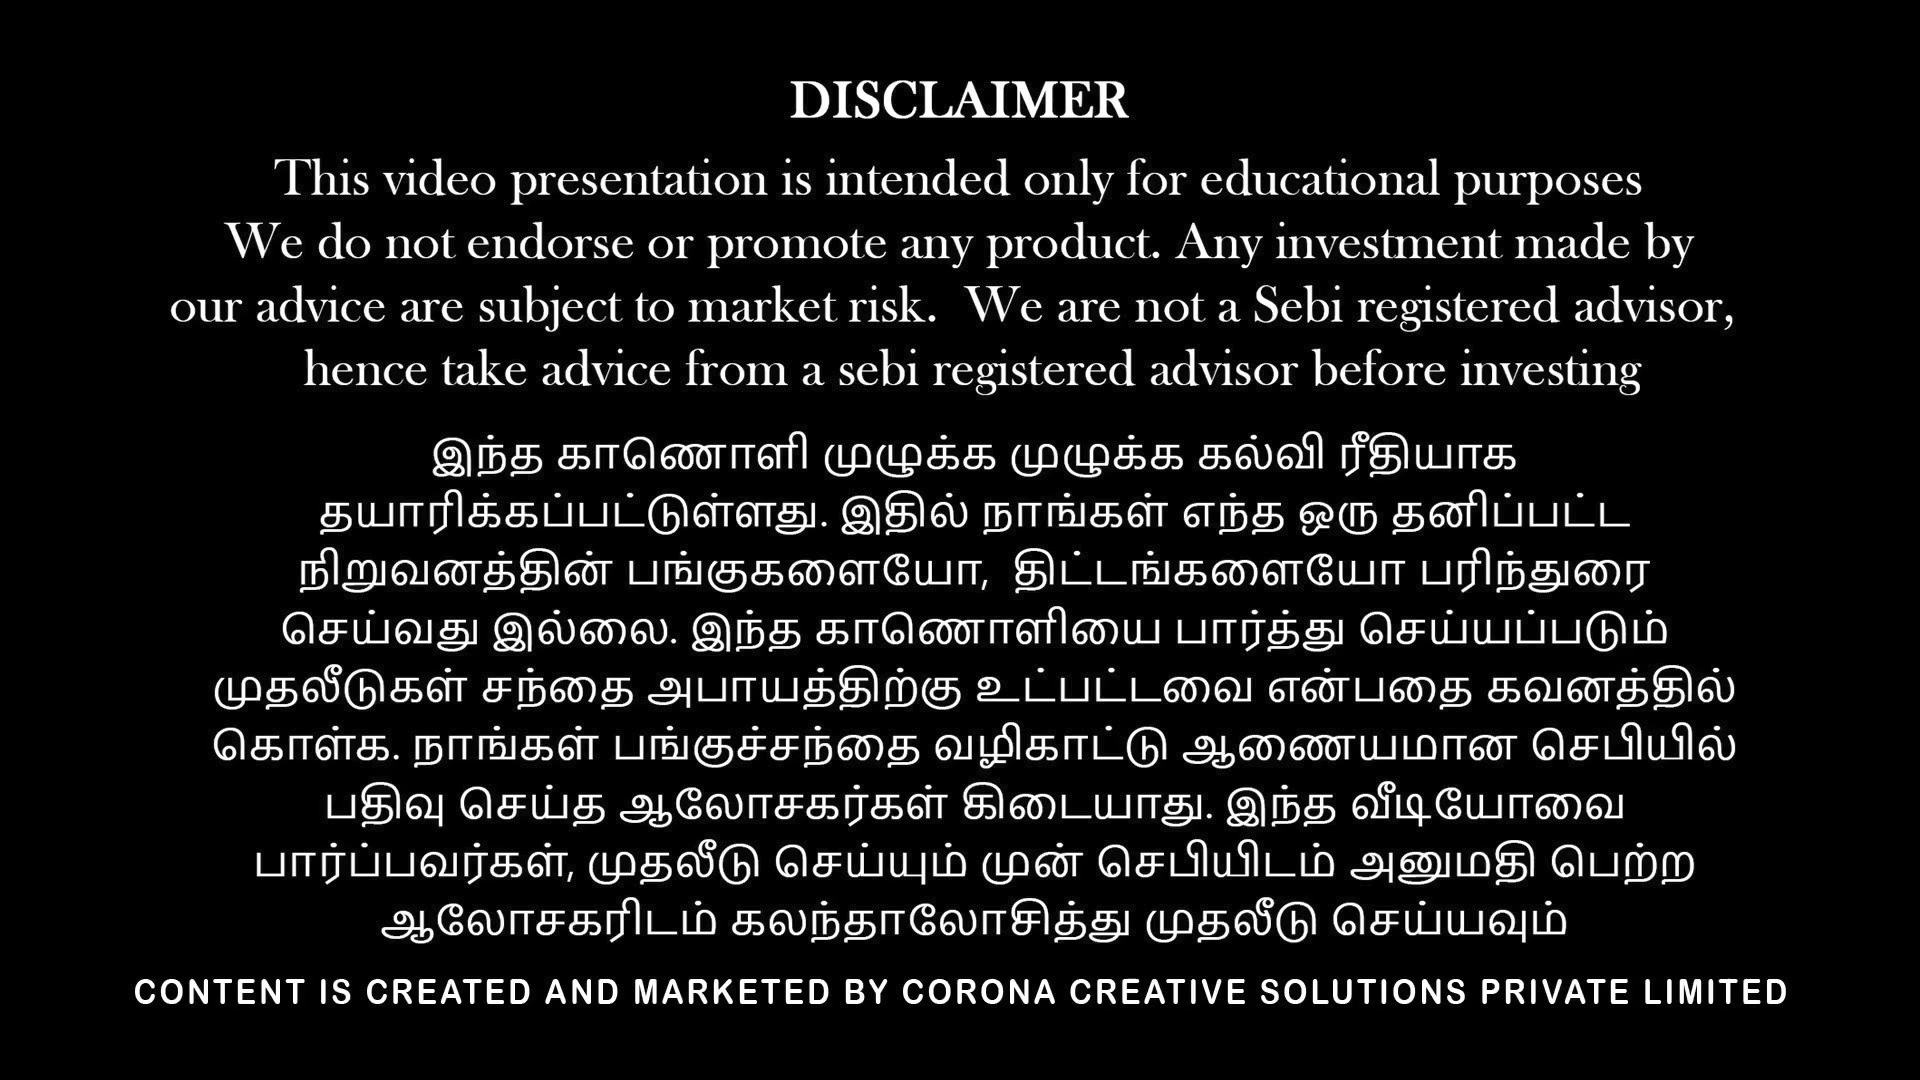 DISCLAIMER
This video presentation is intended only for educational purposes
We do not endorse or promote any product. Any investment made by
our advice are subject to market risk.  We are not a Sebi registered advisor,
hence take advice from a sebi registered advisor before investing
இந்த காணொளி முழுக்க முழுக்க கல்வி ரீதியாக
தயாரிக்கப்பட்டுள்ளது. இதில் நாங்கள் எந்த ஒரு தனிப்பட்ட
நிறுவனத்தின் பங்குகளையோ,  திட்டங்களையோ பரிந்துரை
செய்வது இல்லை. இந்த காணொளியை பார்த்து செய்யப்படும்
முதலீடுகள் சந்தை அபாயத்திற்கு உட்பட்டவை என்பதை கவனத்தில்
கொள்க. நாங்கள் பங்குச்சந்தை வழிகாட்டு ஆணையமான செபியில்
பதிவு செய்த ஆலோசகர்கள் கிடையாது. இந்த வீடியோவை
பார்ப்பவர்கள், முதலீடு செய்யும் முன் செபியிடம் அனுமதி பெற்ற
ஆலோசகரிடம் கலந்தாலோசித்து முதலீடு செய்யவும்
CONTENT IS CREATED AND MARKETED BY CORONA CREATIVE SOLUTIONS PRIVATE LIMITED